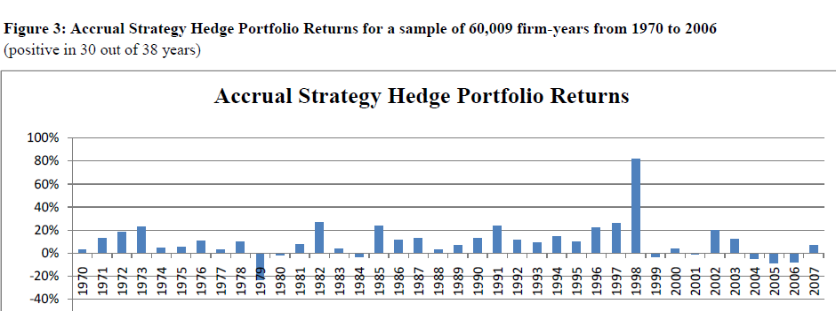 Figure 3: Accrual Strategy Hedge Portfolio Returns for a sample of 60,009 firm-years from 1970 to 2006
(positive in 30 out of 38 years)
Accrual Strategy Hedge Portfolio Returns
100%
80%
60%
40%
20%
0%
-20%
-40%
1970 1971 1972 1973 1974 1975 1976 1977 1978 1979 1980 1981 1982 1983 1984 1985 1986 1987 1988 1989 1990 1991 1992 1993 1994 1995 1996 1997 1998 1999 2000 2001 2002 2003 2004 2005 2006 2007